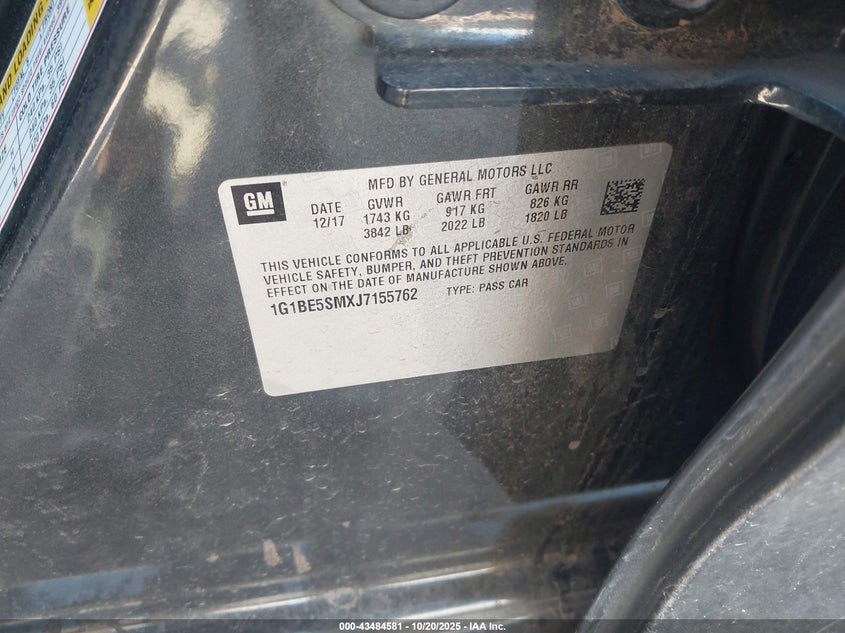 AND LOADING
GM
MFD BY GENERAL MOTORS LLC
DATE GVWR GAWR FRT GAWR RR
12/17 1743 KG 917 KG 826 KG
3842 LB 2022 LB 1820 LB
THIS VEHICLE CONFORMS TO ALL APPLICABLE U.S. FEDERAL MOTOR
VEHICLE SAFETY, BUMPER, AND THEFT PREVENTION STANDARDS IN
EFFECT ON THE DATE OF MANUFACTURE SHOWN ABOVE.
1G1BE5SMXJ7155762 TYPE: PASS CAR
000-43484581 | 10/20/2025 | IAA Inc.